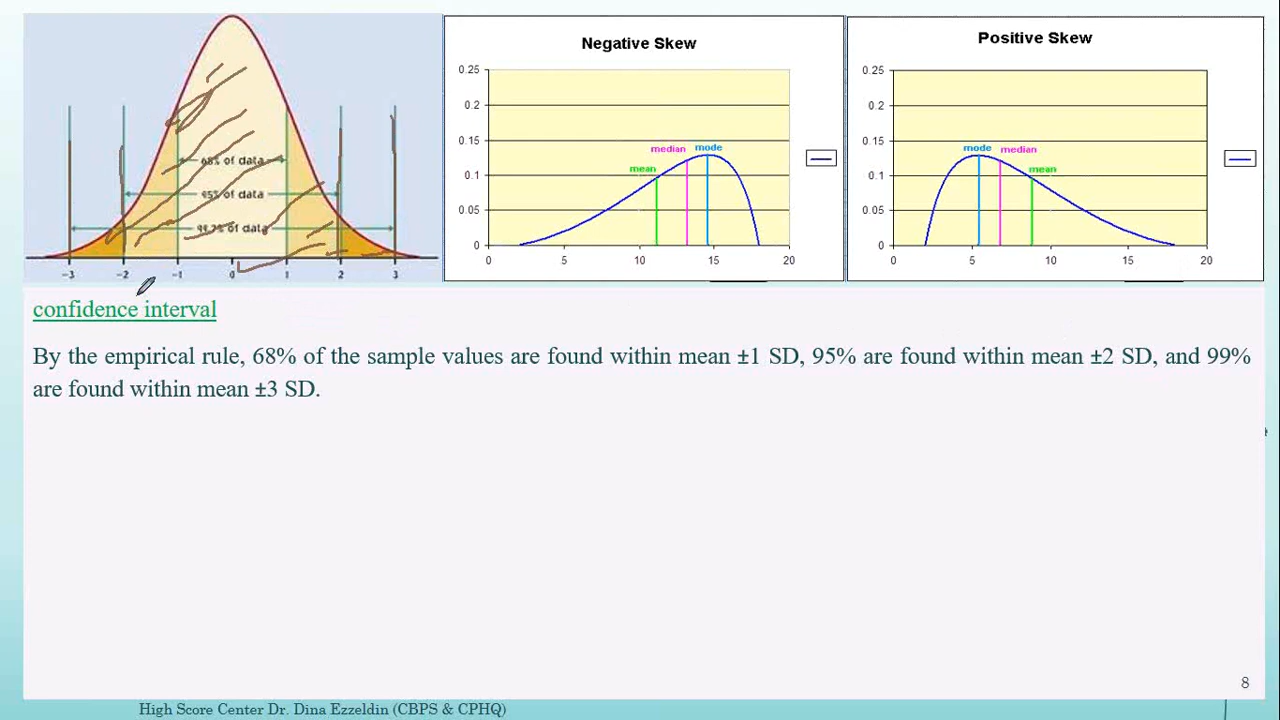 68% of data
95% of data
99.7% of data
-3 -2 -1 0 1 2 3
Negative Skew
0.25
0.2
0.15
0.1
0.05
0
mean
median
mode
0 5 10 15 20
Positive Skew
0.25
0.2
0.15
0.1
0.05
0
mode
median
mean
0 5 10 15 20
confidence interval
By the empirical rule, 68% of the sample values are found within mean ±1 SD, 95% are found within mean ±2 SD, and 99%
are found within mean ±3 SD.
8
High Score Center Dr. Dina Ezzeldin (CBPS & CPHQ)